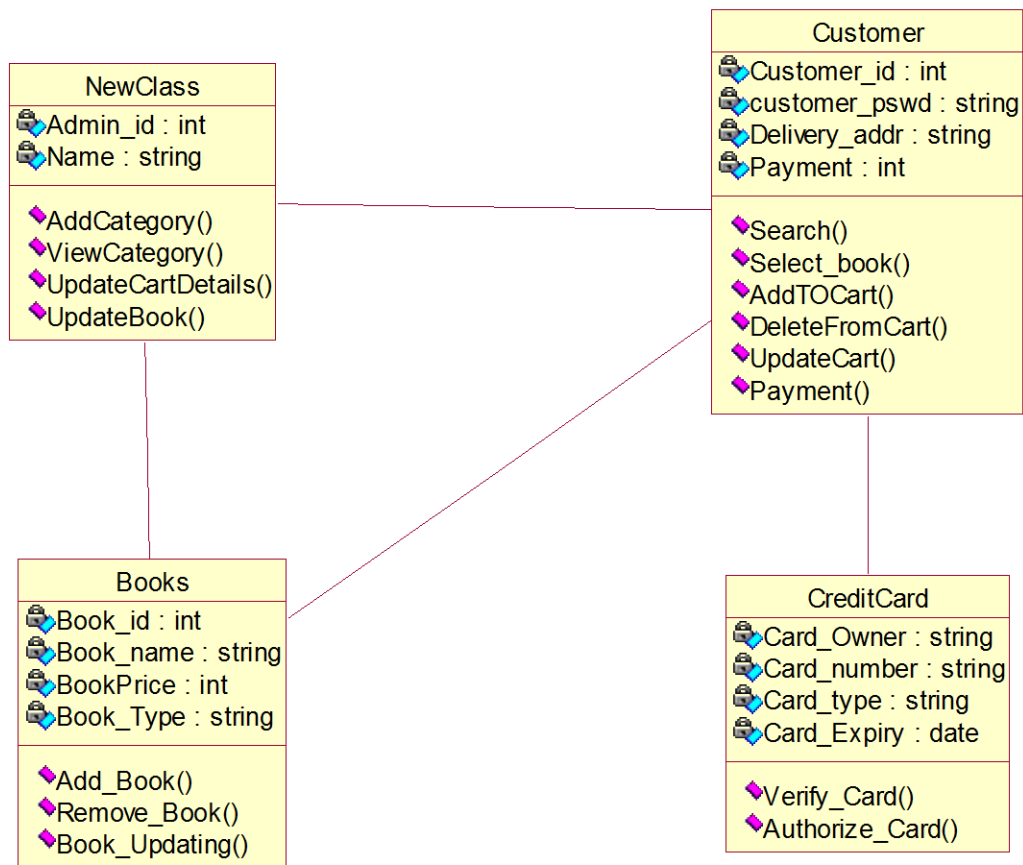 NewClass
Admin_id : int
Name : string
AddCategory()
ViewCategory()
UpdateCartDetails()
UpdateBook()
Customer
Customer_id : int
customer_pswd : string
Delivery_addr : string
Payment : int
Search()
Select_book()
AddTOCart()
DeleteFromCart()
UpdateCart()
Payment()
Books
Book_id : int
Book_name : string
BookPrice : int
Book_Type : string
Add_Book()
Remove_Book()
Book_Updating()
CreditCard
Card_Owner : string
Card_number : string
Card_type : string
Card_Expiry : date
Verify_Card()
Authorize_Card()